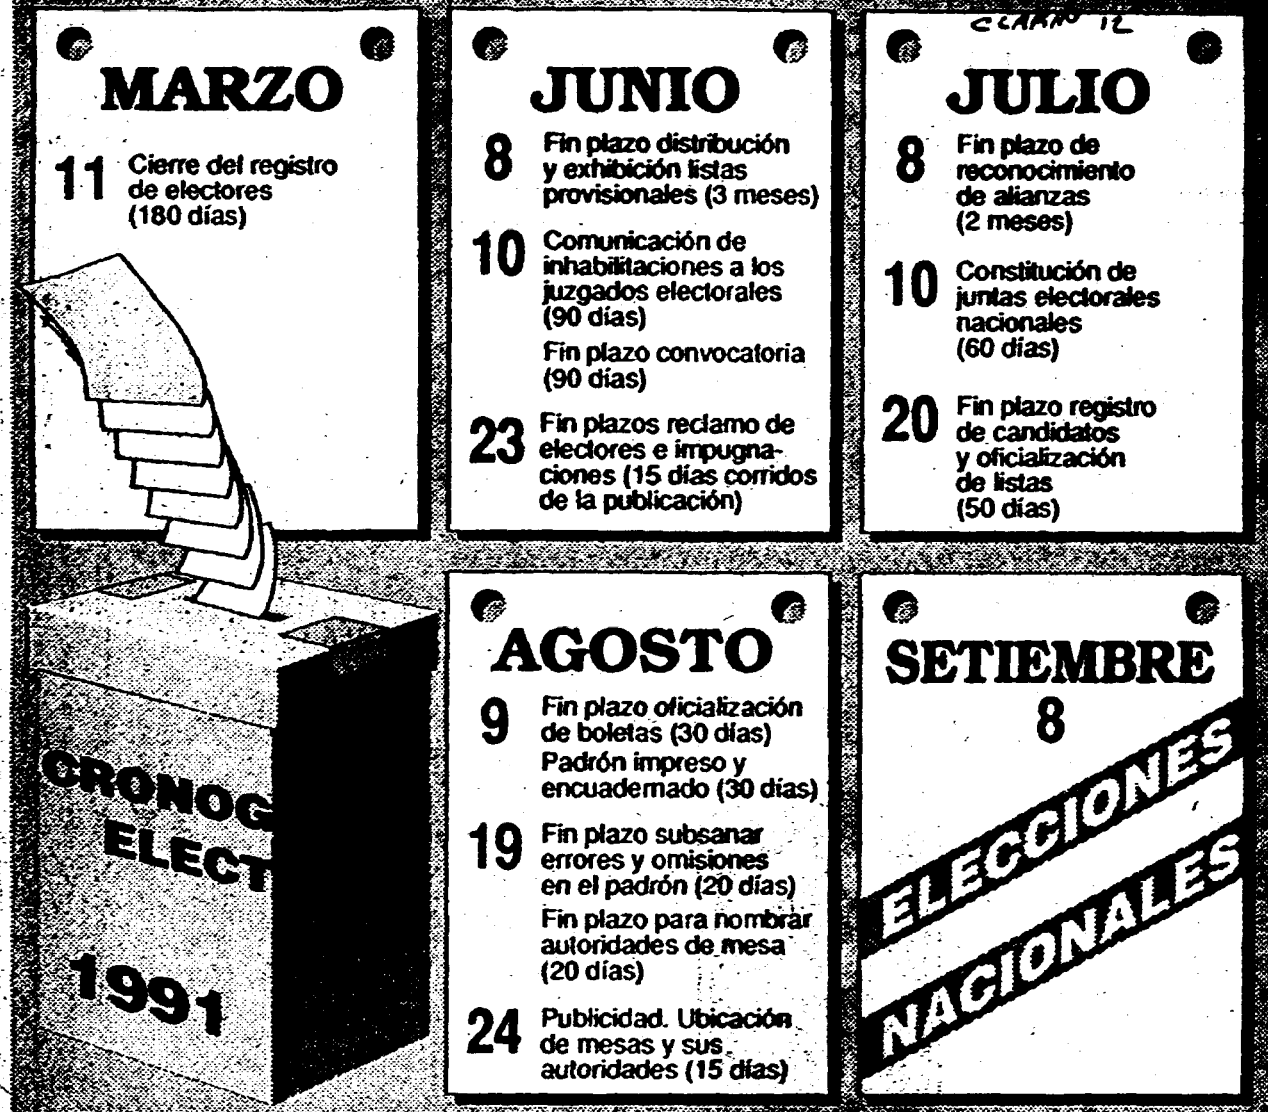 CLARIN 12
MARZO
11 Cierre del registro
de electores
(180 días)
JUNIO
8 Fin plazo distribución
y exhibición listas
provisionales (3 meses)
10 Comunicación de
inhabilitaciones a los
juzgados electorales
(90 días)
Fin plazo convocatoria
(90 días)
23 Fin plazos reclamo de
electores e impugna-
ciones (15 días corridos
de la publicación)
JULIO
8 Fin plazo de
reconocimiento
de alianzas
(2 meses)
10 Constitución de
juntas electorales
nacionales
(60 días)
20 Fin plazo registro
de candidatos
y oficialización
de listas
(50 días)
CRONOG
ELECT
1991
AGOSTO
9 Fin plazo oficialización
de boletas (30 días)
Padrón impreso y
encuadernado (30 días)
19 Fin plazo subsanar
errores y omisiones
en el padrón (20 días)
Fin plazo para nombrar
autoridades de mesa
(20 días)
24 Publicidad. Ubicación
de mesas y sus
autoridades (15 días)
SETIEMBRE
8
ELECCIONES
NACIONALES